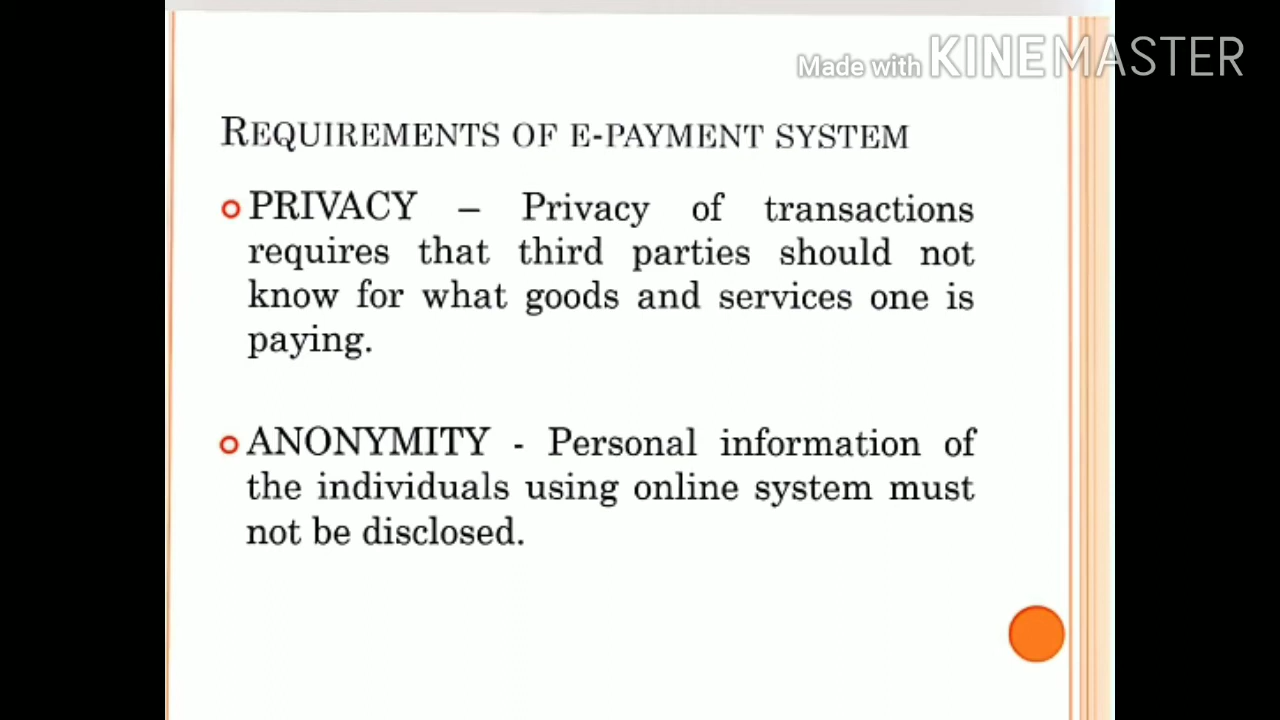 Made with KINEMASTER
REQUIREMENTS OF E-PAYMENT SYSTEM
PRIVACY – Privacy of transactions
requires that third parties should not
know for what goods and services one is
paying.
ANONYMITY - Personal information of
the individuals using online system must
not be disclosed.